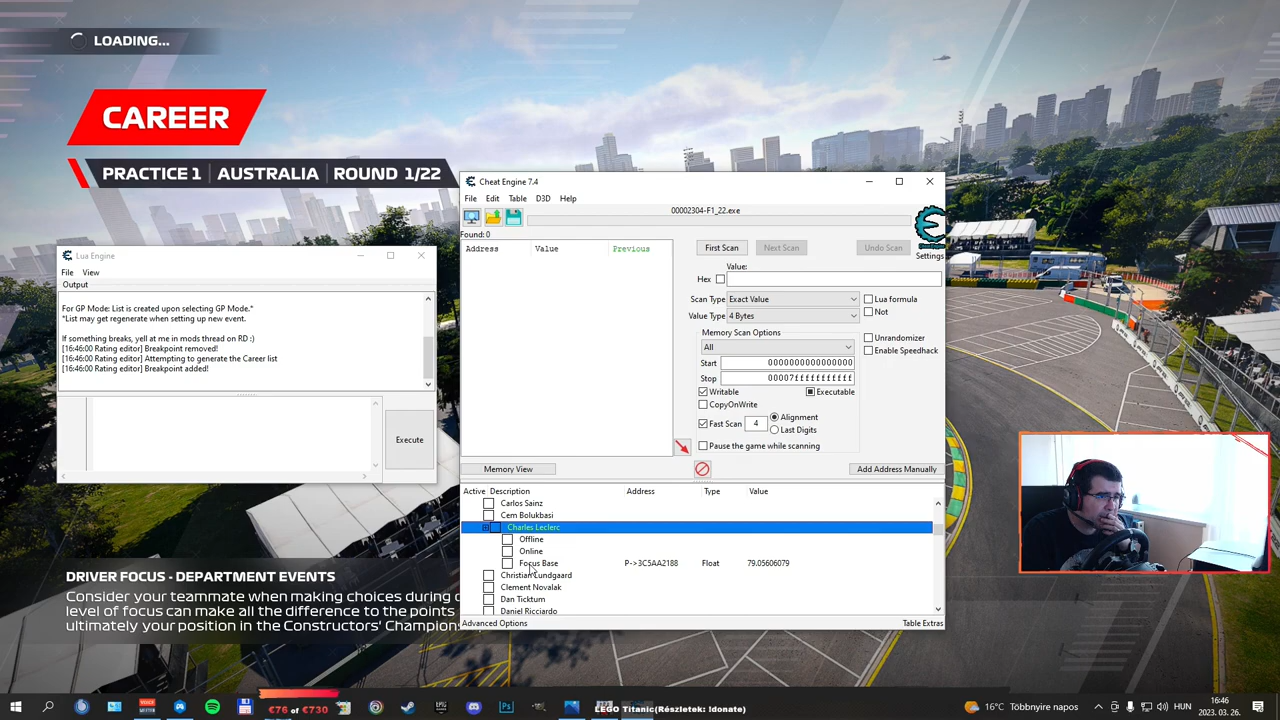 LOADING...
CAREER
PRACTICE 1 | AUSTRALIA | ROUND 1/22
Lua Engine
File View
Output
For GP Mode: List is created upon selecting GP Mode.*
*List may get regenerate when setting up new event.
If something breaks, yell at me in mods thread on RD :)
[16:46:00 Rating editor] Breakpoint removed!
[16:46:00 Rating editor] Attempting to generate the Career list
[16:46:00 Rating editor] Breakpoint added!
Execute
Cheat Engine 7.4
File Edit Table D3D Help
00002304-F1_22.exe
Found: 0
Settings
Address Value Previous
First Scan Next Scan Undo Scan
Value:
Hex
Scan Type Exact Value Lua formula
Not
Value Type 4 Bytes
Memory Scan Options
All
Unrandomizer
Enable Speedhack
Start 0000000000000000
Stop 00007fffffffffff
Writable Executable
CopyOnWrite
Fast Scan 4 Alignment
Last Digits
Pause the game while scanning
Memory View Add Address Manually
Active Description Address Type Value
Carlos Sainz
Cem Bolukbasi
Charles Leclerc
Offline
Online
Focus Base P->3C5AA2188 Float 79.05606079
Christian Lundgaard
Clement Novalak
Dan Ticktum
Daniel Ricciardo
Advanced Options Table Extras
DRIVER FOCUS - DEPARTMENT EVENTS
Consider your teammate when making choices during
level of focus can make all the difference to the points
ultimately your position in the Constructors' Champions
€76 of €730
LEGO Titanic(Részletek: !donate)
16°C Többnyire napos
HUN
16:46
2023. 03. 26.